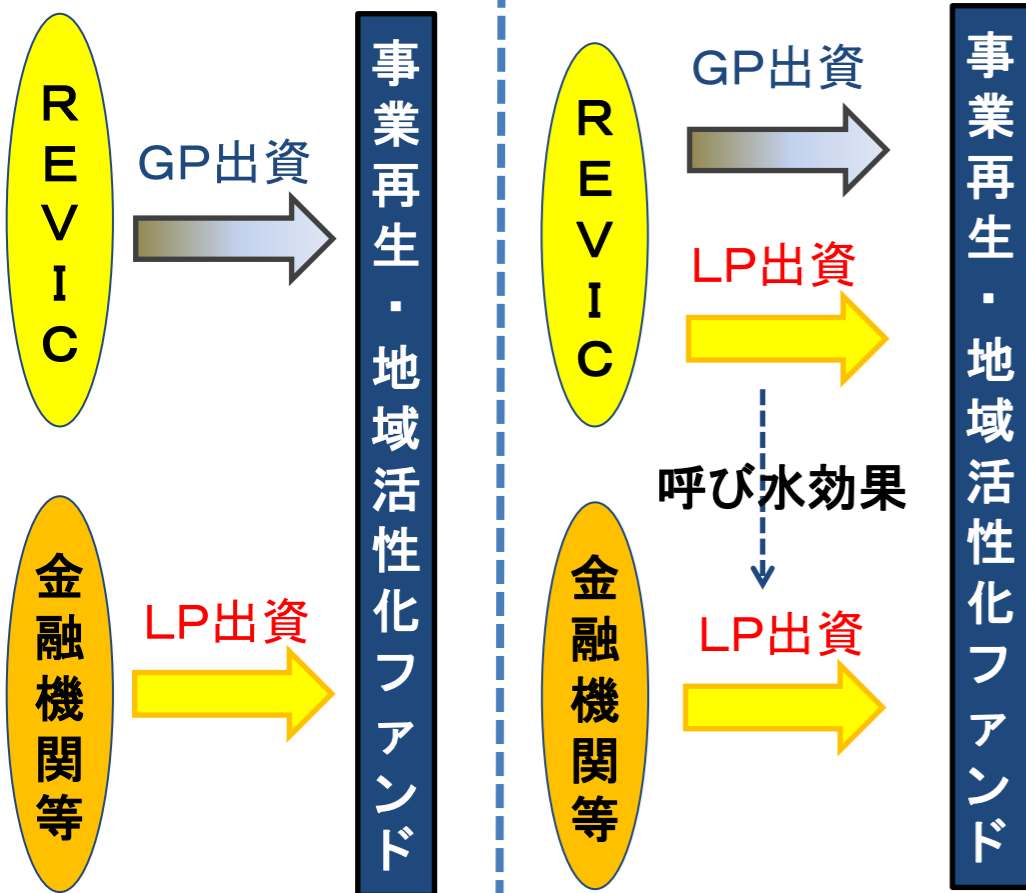 REVIC
GP出資
事業再生・地域活性化ファンド
金融機関等
LP出資
REVIC
GP出資
LP出資
呼び水効果
事業再生・地域活性化ファンド
金融機関等
LP出資